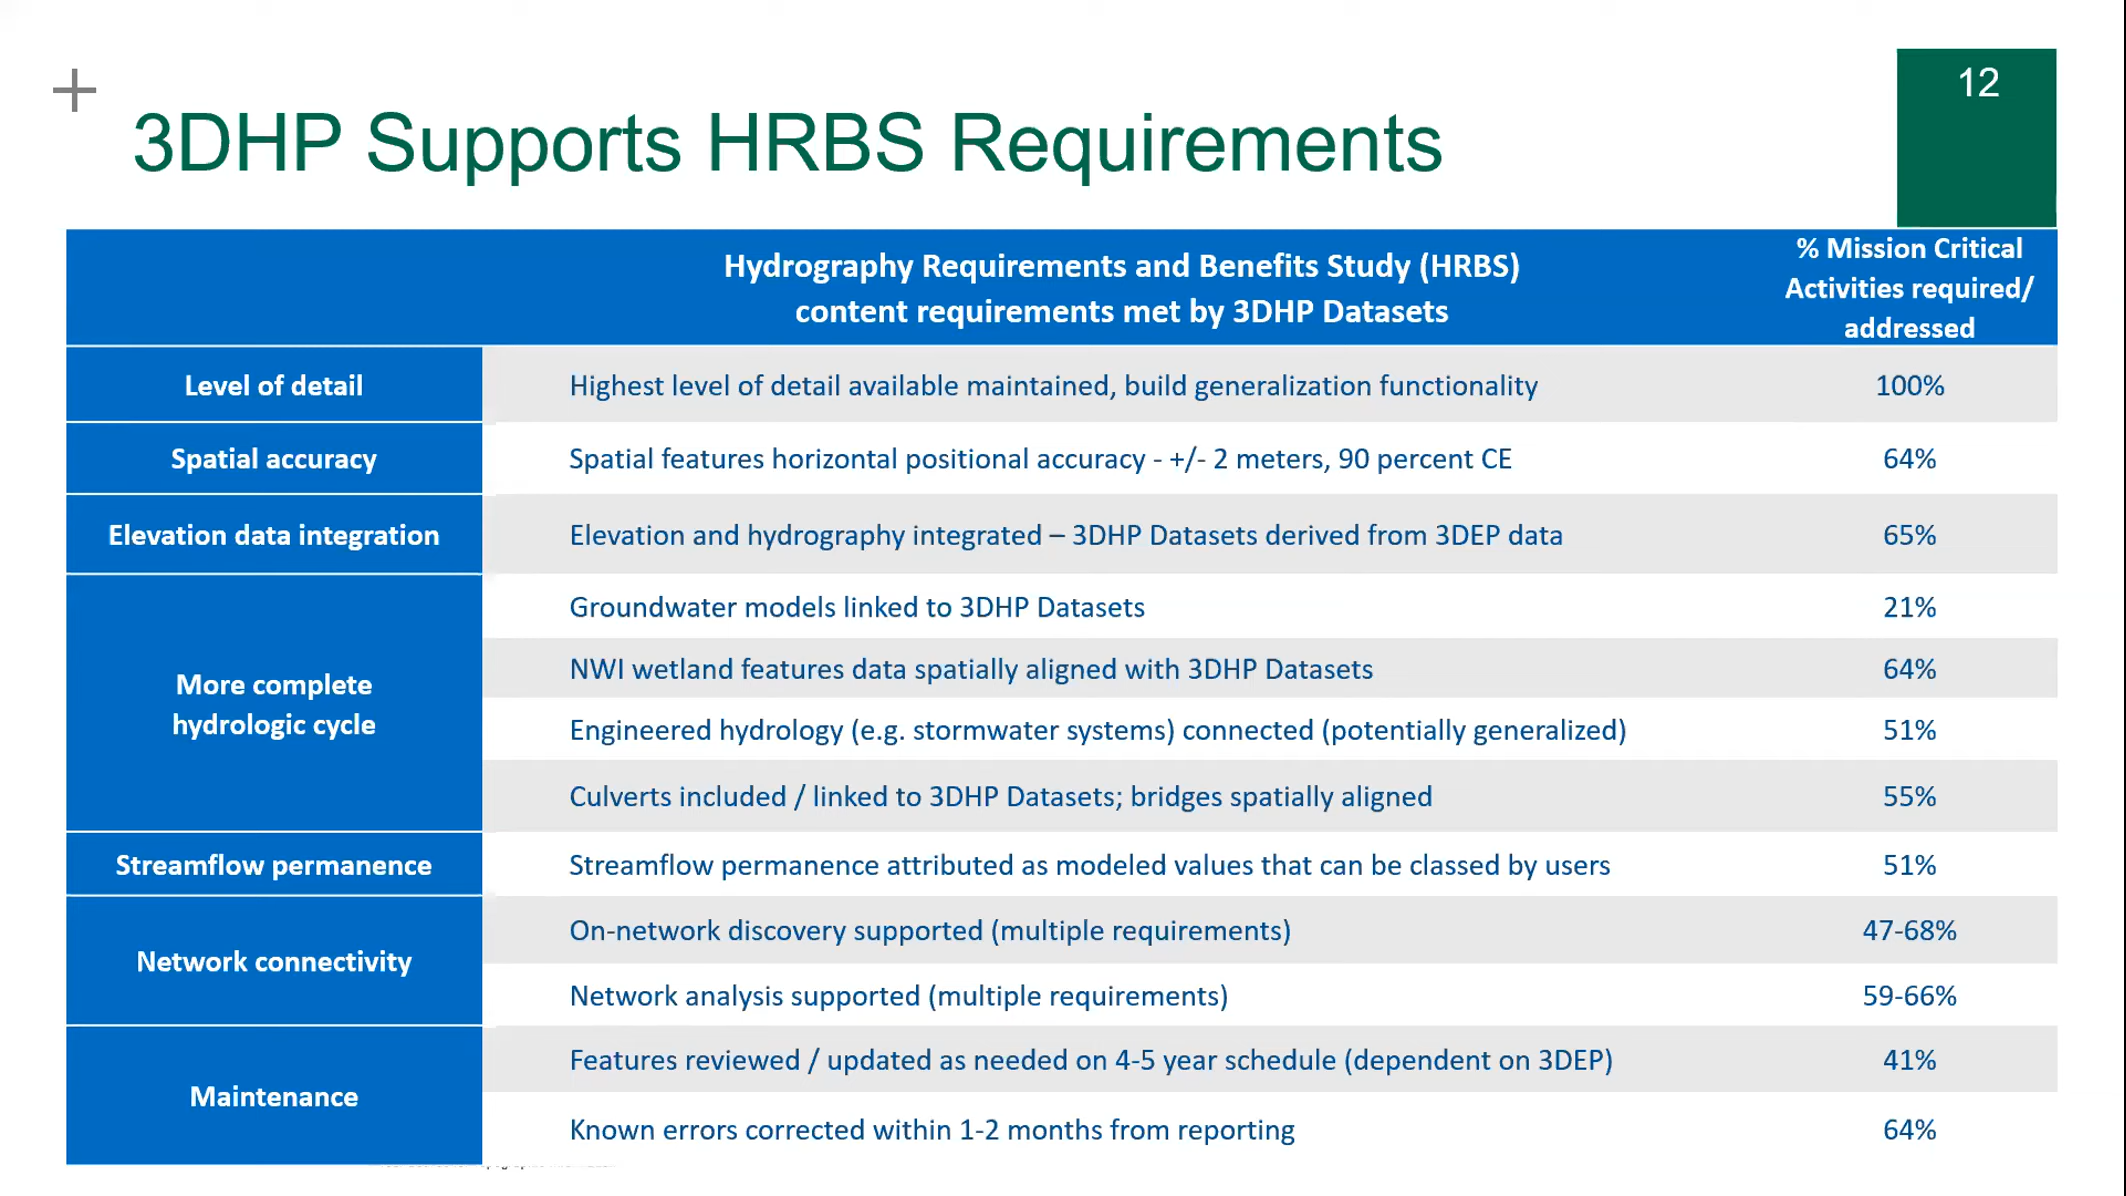 12
3DHP Supports HRBS Requirements
Hydrography Requirements and Benefits Study (HRBS)
content requirements met by 3DHP Datasets
% Mission Critical
Activities required/
addressed
Level of detail
Highest level of detail available maintained, build generalization functionality
100%
Spatial accuracy
Spatial features horizontal positional accuracy - +/- 2 meters, 90 percent CE
64%
Elevation data integration
Elevation and hydrography integrated – 3DHP Datasets derived from 3DEP data
65%
More complete
hydrologic cycle
Groundwater models linked to 3DHP Datasets
21%
NWI wetland features data spatially aligned with 3DHP Datasets
64%
Engineered hydrology (e.g. stormwater systems) connected (potentially generalized)
51%
Culverts included / linked to 3DHP Datasets; bridges spatially aligned
55%
Streamflow permanence
Streamflow permanence attributed as modeled values that can be classed by users
51%
Network connectivity
On-network discovery supported (multiple requirements)
47-68%
Network analysis supported (multiple requirements)
59-66%
Maintenance
Features reviewed / updated as needed on 4-5 year schedule (dependent on 3DEP)
41%
Known errors corrected within 1-2 months from reporting
64%